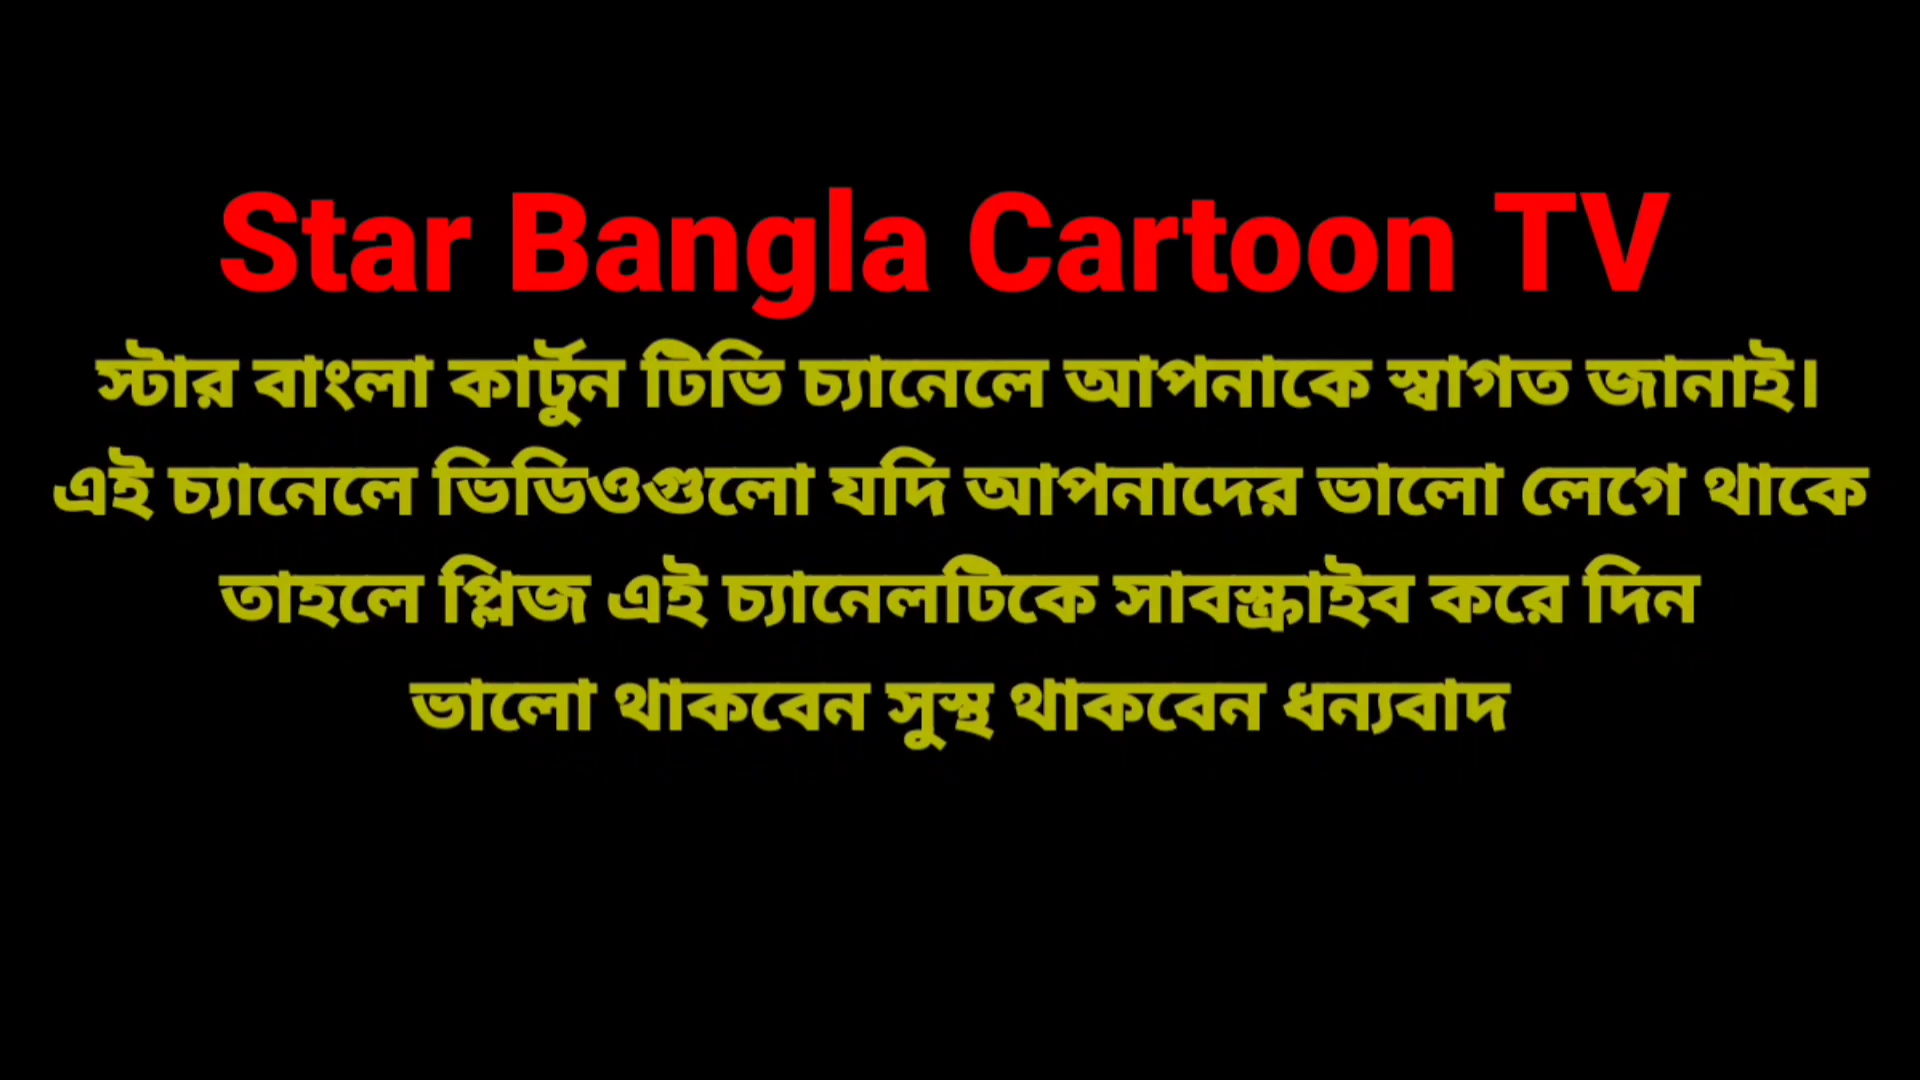 Star Bangla Cartoon TV
স্টার বাংলা কার্টুন টিভি চ্যানেলে আপনাকে স্বাগত জানাই।
এই চ্যানেলে ভিডিওগুলো যদি আপনাদের ভালো লেগে থাকে
তাহলে প্লিজ এই চ্যানেলটিকে সাবস্ক্রাইব করে দিন
ভালো থাকবেন সুস্থ থাকবেন ধন্যবাদ